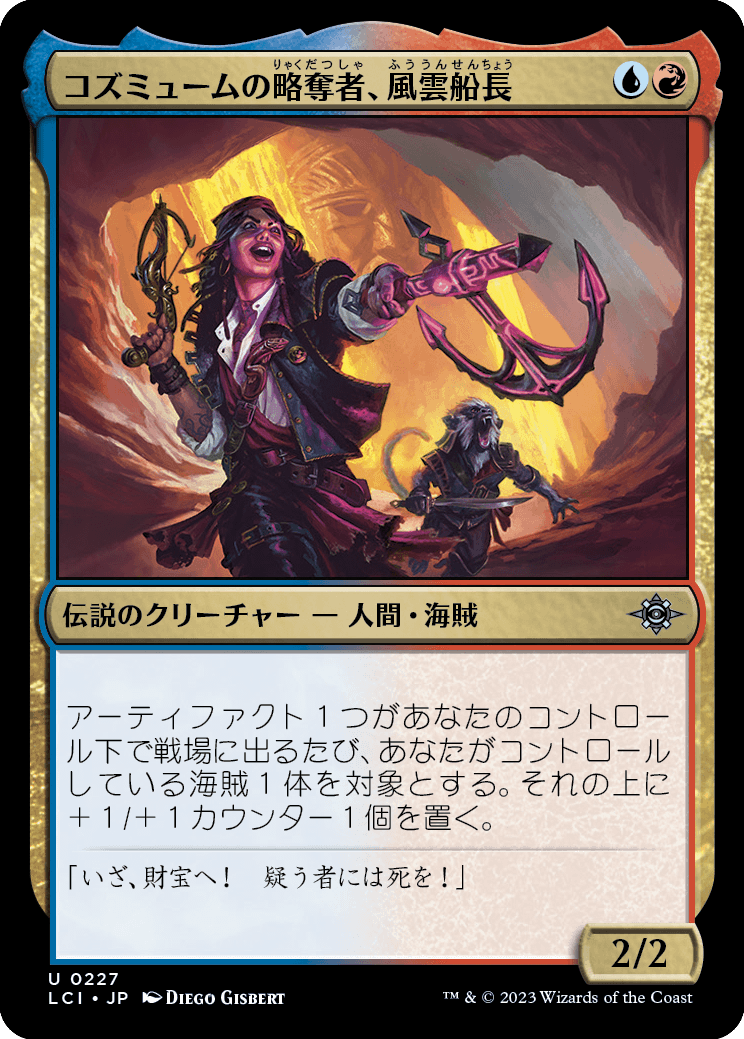 りゃくだつしゃ ふううんせんちょう
コズミュームの略奪者、風雲船長
伝説のクリーチャー — 人間・海賊
アーティファクト１つがあなたのコントロー
ル下で戦場に出るたび、あなたがコントロール
している海賊１体を対象とする。それの上に
＋１/＋１カウンター１個を置く。
「いざ、財宝へ！　疑う者には死を！」
2/2
U 0227
LCI • JP Diego Gisbert
™ & © 2023 Wizards of the Coast